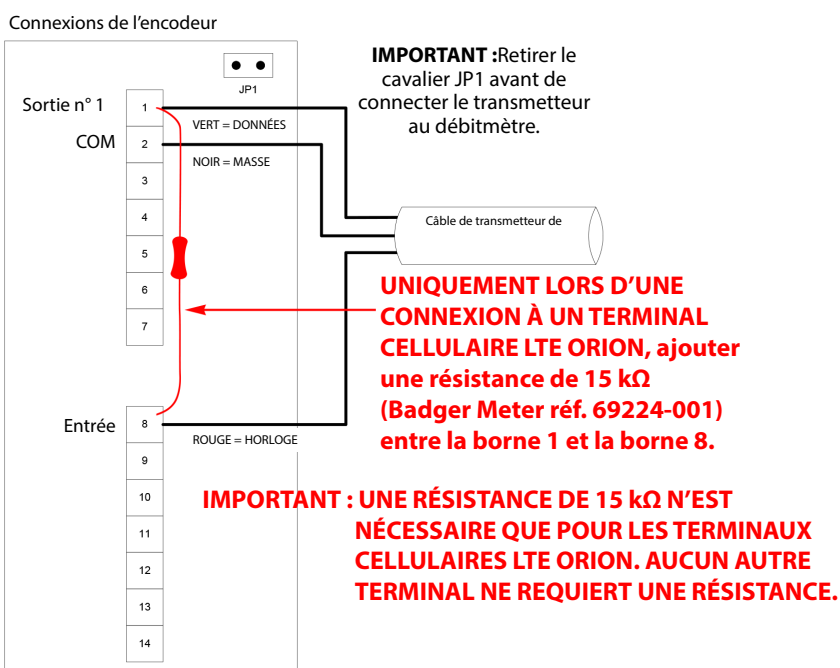 Connexions de l'encodeur
JP1
IMPORTANT :Retirer le
cavalier JP1 avant de
connecter le transmetteur
au débitmètre.
Sortie n° 1
1
VERT = DONNÉES
COM
2
NOIR = MASSE
3
4
Câble de transmetteur de
5
6
7
UNIQUEMENT LORS D'UNE
CONNEXION À UN TERMINAL
CELLULAIRE LTE ORION, ajouter
une résistance de 15 kΩ
(Badger Meter réf. 69224-001)
entre la borne 1 et la borne 8.
Entrée
8
ROUGE = HORLOGE
9
10
11
12
13
14
IMPORTANT : UNE RÉSISTANCE DE 15 kΩ N'EST
NÉCESSAIRE QUE POUR LES TERMINAUX
CELLULAIRES LTE ORION. AUCUN AUTRE
TERMINAL NE REQUIERT UNE RÉSISTANCE.